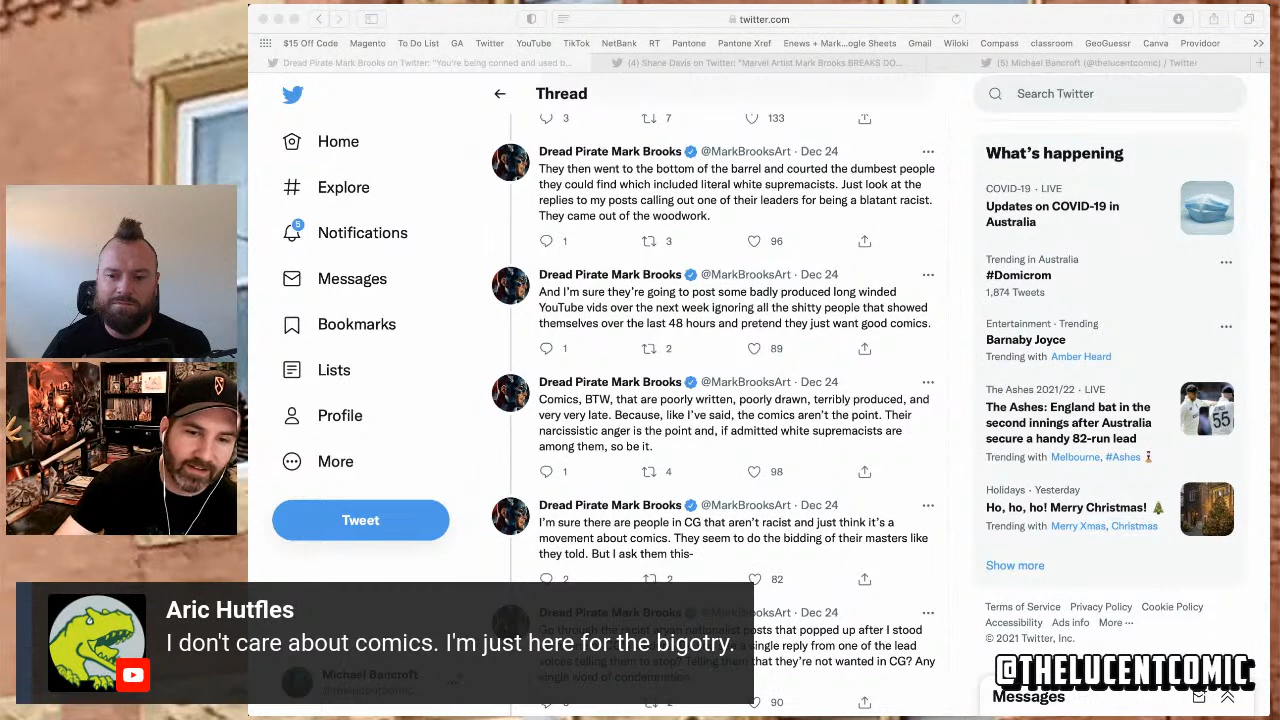 twitter.com
$15 Off Code Magento To Do List GA Twitter YouTube TikTok NetBank RT Pantone Pantone Xref Enews + Mark...ogle Sheets Gmail Wiloki Compass classroom GeoGuessr Canva Providoor
Dread Pirate Mark Brooks on Twitter: "You're being conned and used b...
(4) Shane Davis on Twitter: "Marvel Artist Mark Brooks BREAKS DO...
(5) Michael Bancroft (@thelucentcomic) / Twitter
Home
Explore
5
Notifications
Messages
Bookmarks
Lists
Profile
More
Tweet
Thread
3 7 133
Dread Pirate Mark Brooks @MarkBrooksArt · Dec 24
They then went to the bottom of the barrel and courted the dumbest people
they could find which included literal white supremacists. Just look at the
replies to my posts calling out one of their leaders for being a blatant racist.
They came out of the woodwork.
1 3 96
Dread Pirate Mark Brooks @MarkBrooksArt · Dec 24
And I'm sure they're going to post some badly produced long winded
YouTube vids over the next week ignoring all the shitty people that showed
themselves over the last 48 hours and pretend they just want good comics.
1 2 89
Dread Pirate Mark Brooks @MarkBrooksArt · Dec 24
Comics, BTW, that are poorly written, poorly drawn, terribly produced, and
very very late. Because, like I've said, the comics aren't the point. Their
narcissistic anger is the point and, if admitted white supremacists are
among them, so be it.
1 4 98
Dread Pirate Mark Brooks @MarkBrooksArt · Dec 24
I'm sure there are people in CG that aren't racist and just think it's a
movement about comics. They seem to do the bidding of their masters like
they told. But I ask them this-
2 2 82
Dread Pirate Mark Brooks @MarkBrooksArt · Dec 24
Go through the racist aryan nationalist posts that popped up after I stood
a single reply from one of the lead
voices telling them to stop? Telling them that they're not wanted in CG? Any
single word of condemnation.
90
Search Twitter
What's happening
COVID-19 · LIVE
Updates on COVID-19 in
Australia
Trending in Australia
#Domicrom
1,874 Tweets
Entertainment · Trending
Barnaby Joyce
Trending with Amber Heard
The Ashes 2021/22 · LIVE
The Ashes: England bat in the
second innings after Australia
secure a handy 82-run lead
Trending with Melbourne, #Ashes
55
Holidays · Yesterday
Ho, ho, ho! Merry Christmas! 🎄
Trending with Merry Xmas, Christmas
Show more
Terms of Service Privacy Policy Cookie Policy
Accessibility Ads info More ···
© 2021 Twitter, Inc.
@THELUCENTCOMIC
Messages
Aric Hutfles
I don't care about comics. I'm just here for the bigotry.
Michael Bancroft
@thelucentcomic